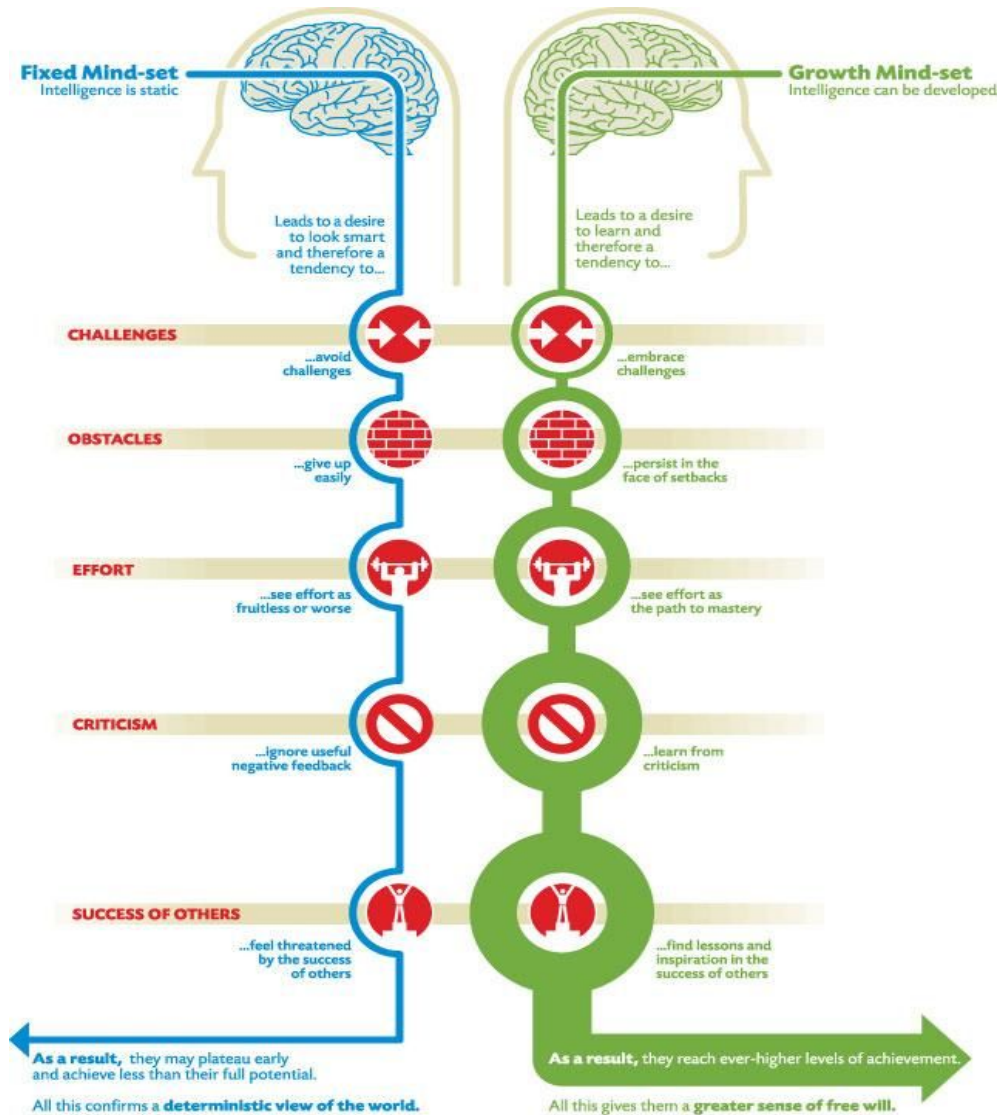 Fixed Mind-set
Intelligence is static
Growth Mind-set
Intelligence can be developed
Leads to a desire
to look smart
and therefore a
tendency to...
Leads to a desire
to learn and
therefore a
tendency to...
CHALLENGES
...avoid
challenges
...embrace
challenges
OBSTACLES
...give up
easily
...persist in the
face of setbacks
EFFORT
...see effort as
fruitless or worse
...see effort as
the path to mastery
CRITICISM
...ignore useful
negative feedback
...learn from
criticism
SUCCESS OF OTHERS
...feel threatened
by the success
of others
...find lessons and
inspiration in the
success of others
As a result, they may plateau early
and achieve less than their full potential.
All this confirms a deterministic view of the world.
As a result, they reach ever-higher levels of achievement.
All this gives them a greater sense of free will.